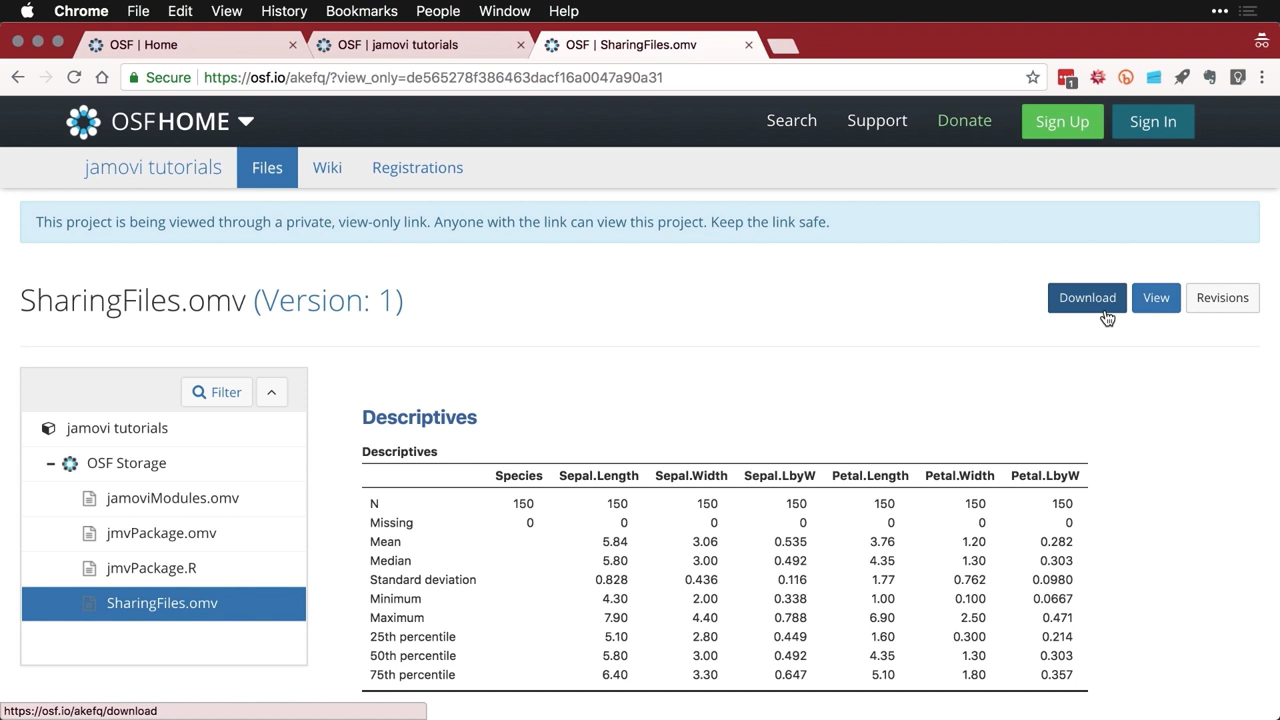 Chrome File Edit View History Bookmarks People Window Help
OSF | Home × OSF | jamovi tutorials × OSF | SharingFiles.omv ×
Secure https://osf.io/akefq/?view_only=de565278f386463dacf16a0047a90a31 1
OSFHOME Search Support Donate Sign Up Sign In
jamovi tutorials Files Wiki Registrations
This project is being viewed through a private, view-only link. Anyone with the link can view this project. Keep the link safe.
SharingFiles.omv (Version: 1) Download View Revisions
Filter
jamovi tutorials
OSF Storage
jamoviModules.omv
jmvPackage.omv
jmvPackage.R
SharingFiles.omv
Descriptives
Descriptives
Species Sepal.Length Sepal.Width Sepal.LbyW Petal.Length Petal.Width Petal.LbyW
N 150 150 150 150 150 150 150
Missing 0 0 0 0 0 0 0
Mean 5.84 3.06 0.535 3.76 1.20 0.282
Median 5.80 3.00 0.492 4.35 1.30 0.303
Standard deviation 0.828 0.436 0.116 1.77 0.762 0.0980
Minimum 4.30 2.00 0.338 1.00 0.100 0.0667
Maximum 7.90 4.40 0.788 6.90 2.50 0.471
25th percentile 5.10 2.80 0.449 1.60 0.300 0.214
50th percentile 5.80 3.00 0.492 4.35 1.30 0.303
75th percentile 6.40 3.30 0.647 5.10 1.80 0.357
https://osf.io/akefq/download